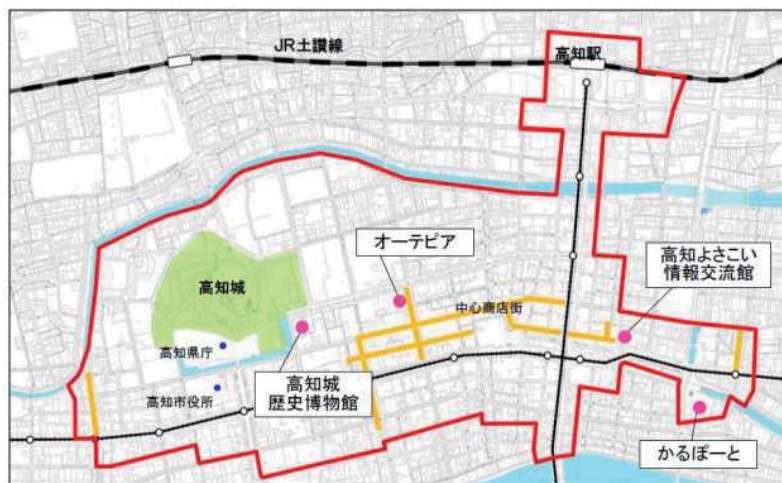 JR土讃線
高知駅
オーテピア
高知よさこい
情報交流館
高知城
中心商店街
高知県庁
高知城
歴史博物館
高知市役所
かるぽーと